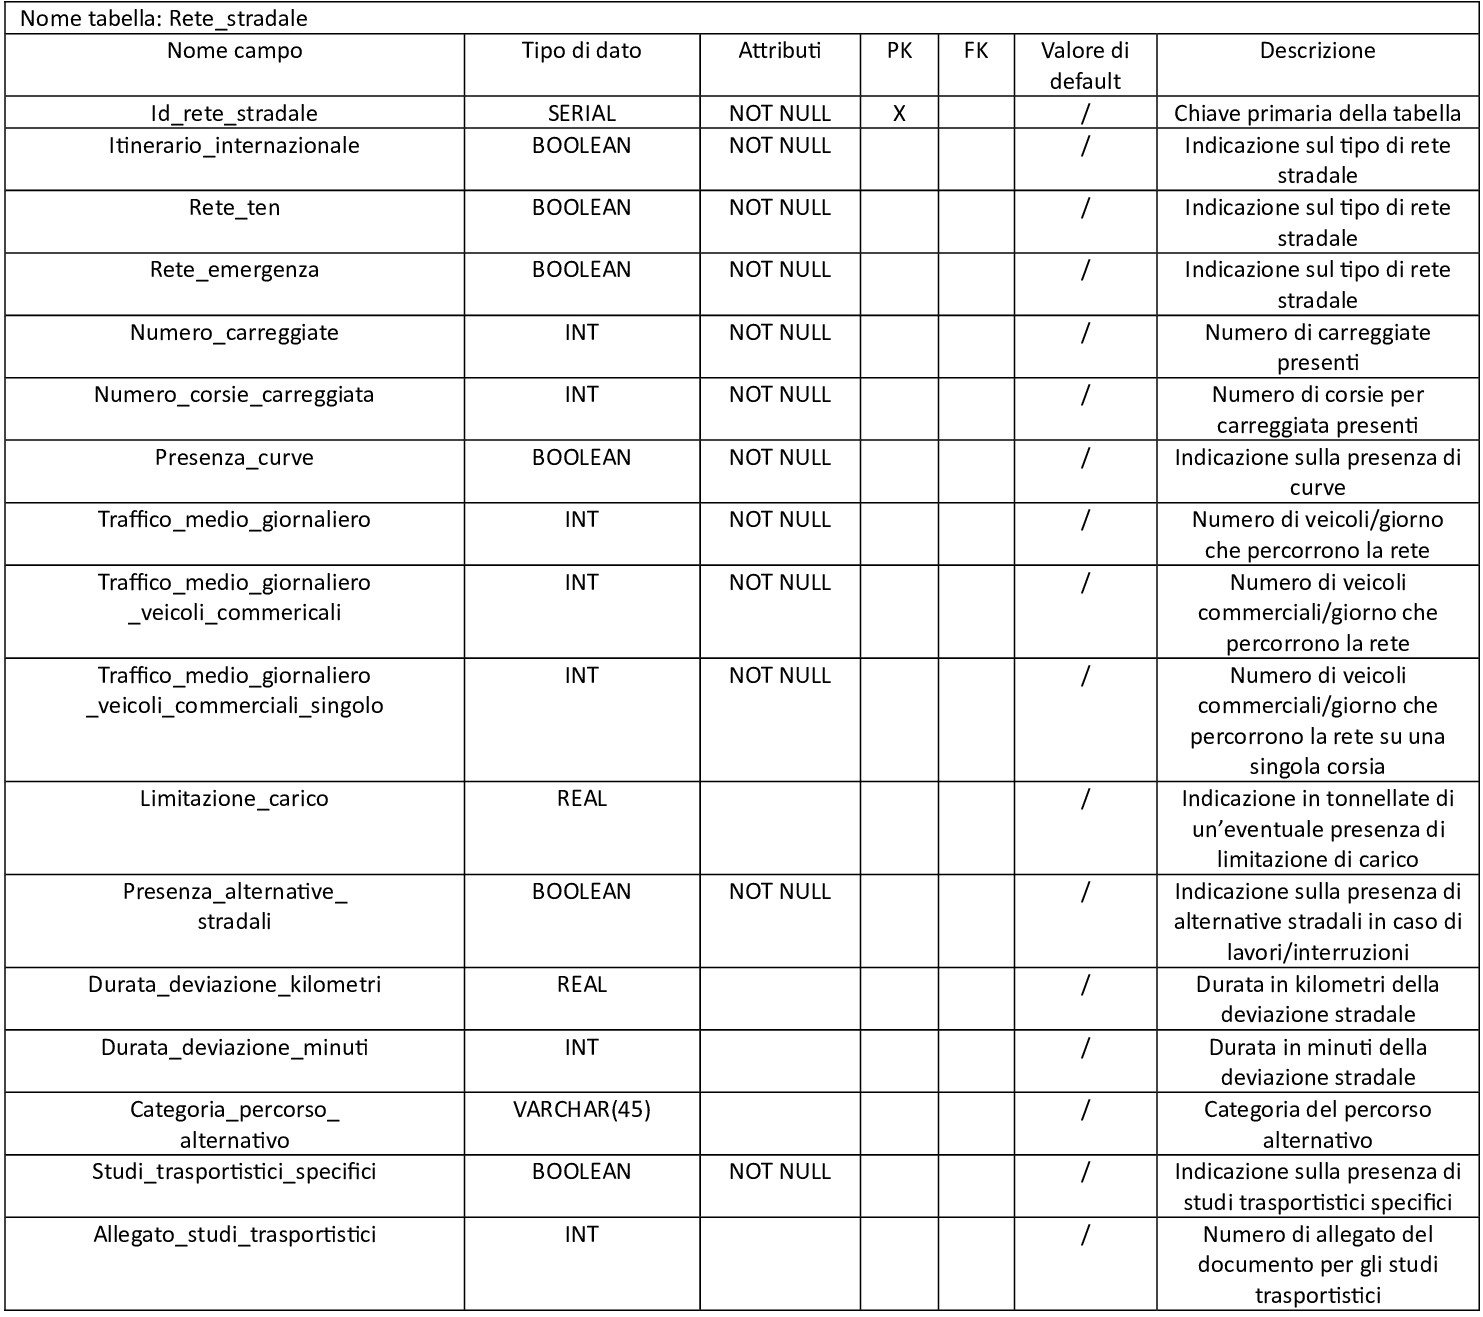 Nome tabella: Rete_stradale
Nome campo Tipo di dato Attributi PK FK Valore di Descrizione
default
Id_rete_stradale SERIAL NOT NULL X / Chiave primaria della tabella
Itinerario_internazionale BOOLEAN NOT NULL / Indicazione sul tipo di rete
stradale
Rete_ten BOOLEAN NOT NULL / Indicazione sul tipo di rete
stradale
Rete_emergenza BOOLEAN NOT NULL / Indicazione sul tipo di rete
stradale
Numero_carreggiate INT NOT NULL / Numero di carreggiate
presenti
Numero_corsie_carreggiata INT NOT NULL / Numero di corsie per
carreggiata presenti
Presenza_curve BOOLEAN NOT NULL / Indicazione sulla presenza di
curve
Traffico_medio_giornaliero INT NOT NULL / Numero di veicoli/giorno
che percorrono la rete
Traffico_medio_giornaliero INT NOT NULL / Numero di veicoli
_veicoli_commericali commerciali/giorno che
percorrono la rete
Traffico_medio_giornaliero INT NOT NULL / Numero di veicoli
_veicoli_commerciali_singolo commerciali/giorno che
percorrono la rete su una
singola corsia
Limitazione_carico REAL / Indicazione in tonnellate di
un’eventuale presenza di
limitazione di carico
Presenza_alternative_ BOOLEAN NOT NULL / Indicazione sulla presenza di
stradali alternative stradali in caso di
lavori/interruzioni
Durata_deviazione_kilometri REAL / Durata in kilometri della
deviazione stradale
Durata_deviazione_minuti INT / Durata in minuti della
deviazione stradale
Categoria_percorso_ VARCHAR(45) / Categoria del percorso
alternativo alternativo
Studi_trasportistici_specifici BOOLEAN NOT NULL / Indicazione sulla presenza di
studi trasportistici specifici
Allegato_studi_trasportistici INT / Numero di allegato del
documento per gli studi
trasportistici